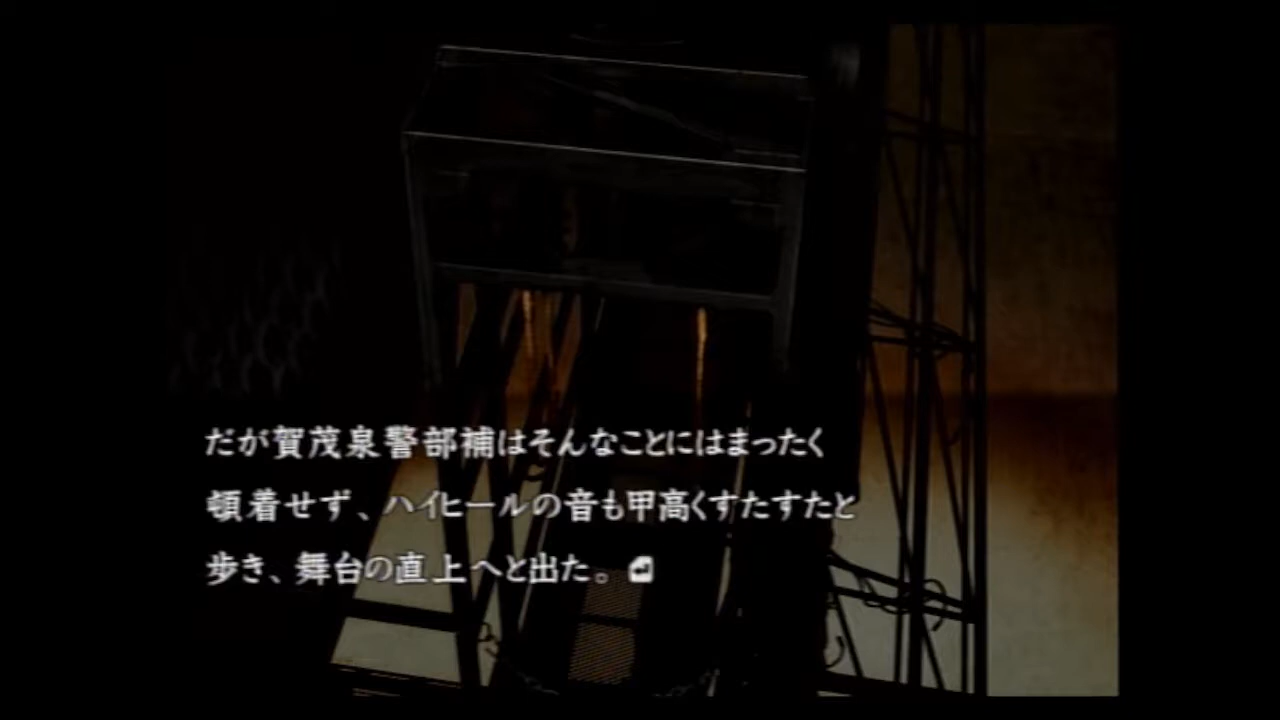 だが賀茂泉警部補はそんなことにはまったく
頓着せず、ハイヒールの音も甲高くすたすたと
歩き、舞台の直上へと出た。